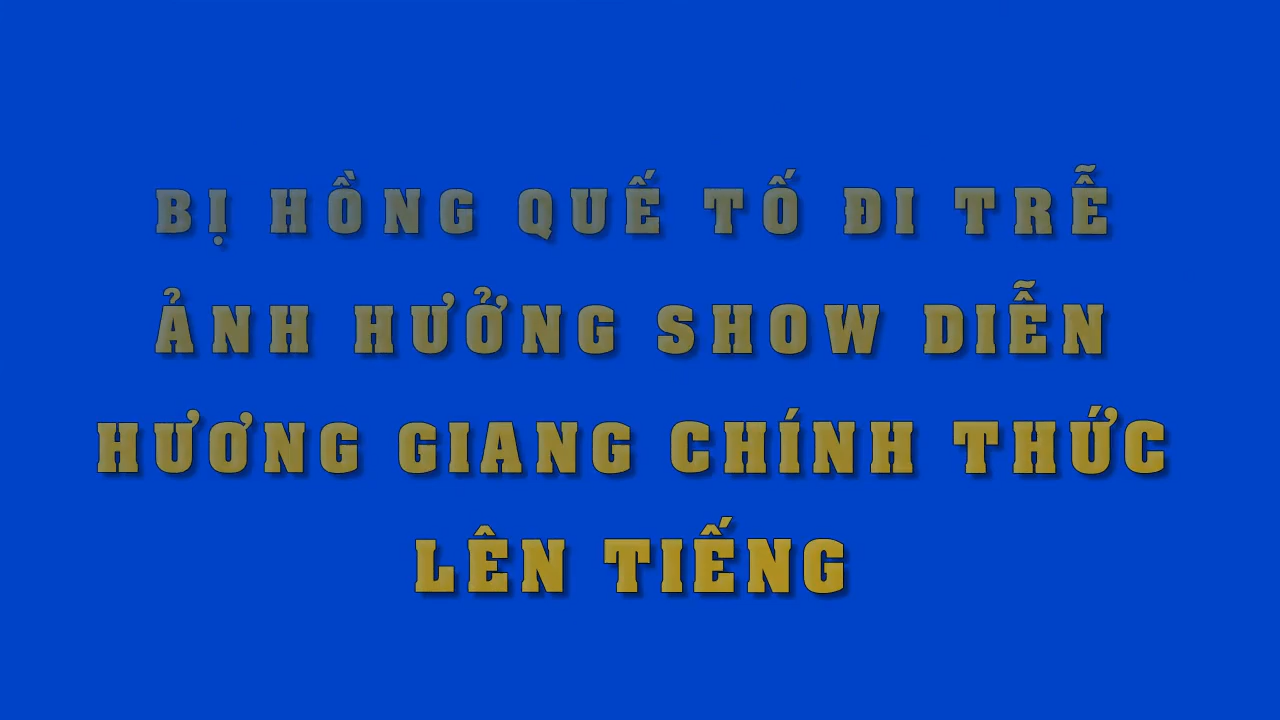 BỊ HỒNG QUẾ TỐ ĐI TRỄ
ẢNH HƯỞNG SHOW DIỄN
HƯƠNG GIANG CHÍNH THỨC
LÊN TIẾNG